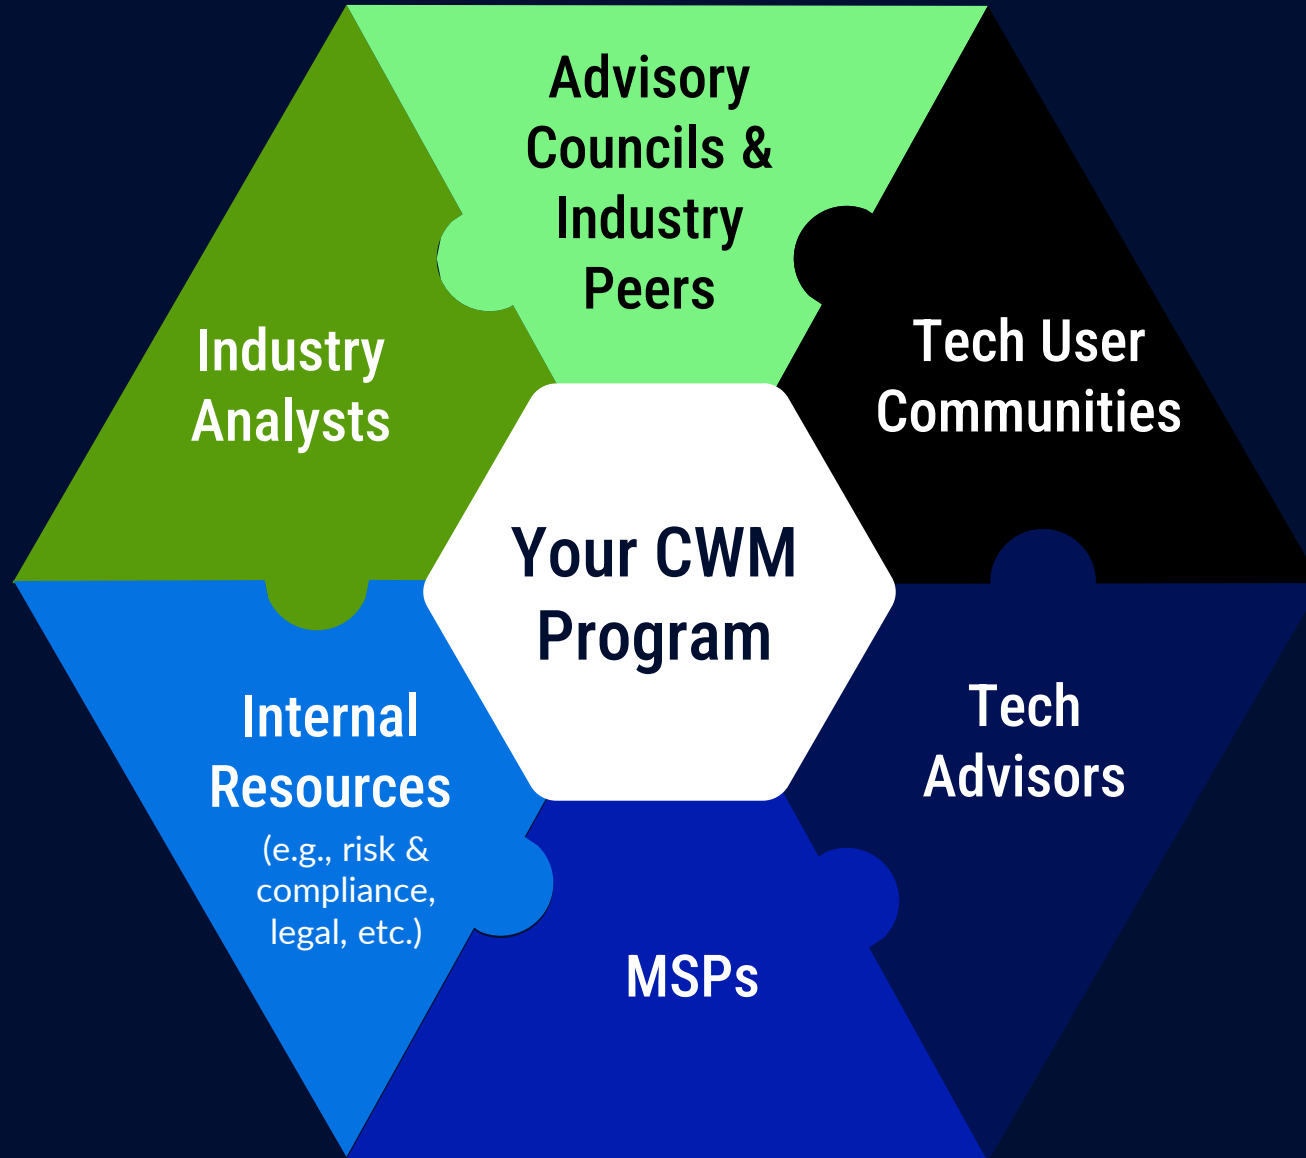 Advisory
Councils &
Industry
Peers
Tech User
Communities
Industry
Analysts
Your CWM
Program
Tech
Advisors
Internal
Resources
(e.g., risk &
compliance,
legal, etc.)
MSPs